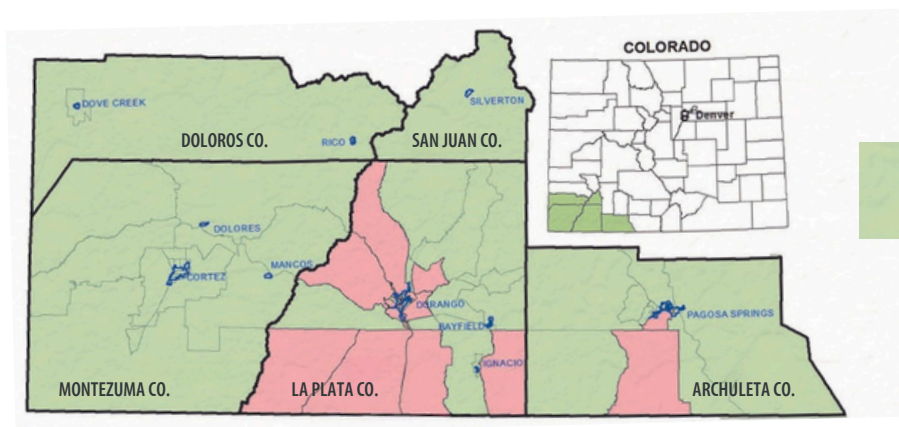 COLORADO
Denver
DOVE CREEK
SILVERTON
DOLOROS CO.
RICO
SAN JUAN CO.
DOLORES
MANCOS
CORTEZ
DURANGO
BAYFIELD
PAGOSA SPRINGS
IGNACIO
MONTEZUMA CO.
LA PLATA CO.
ARCHULETA CO.